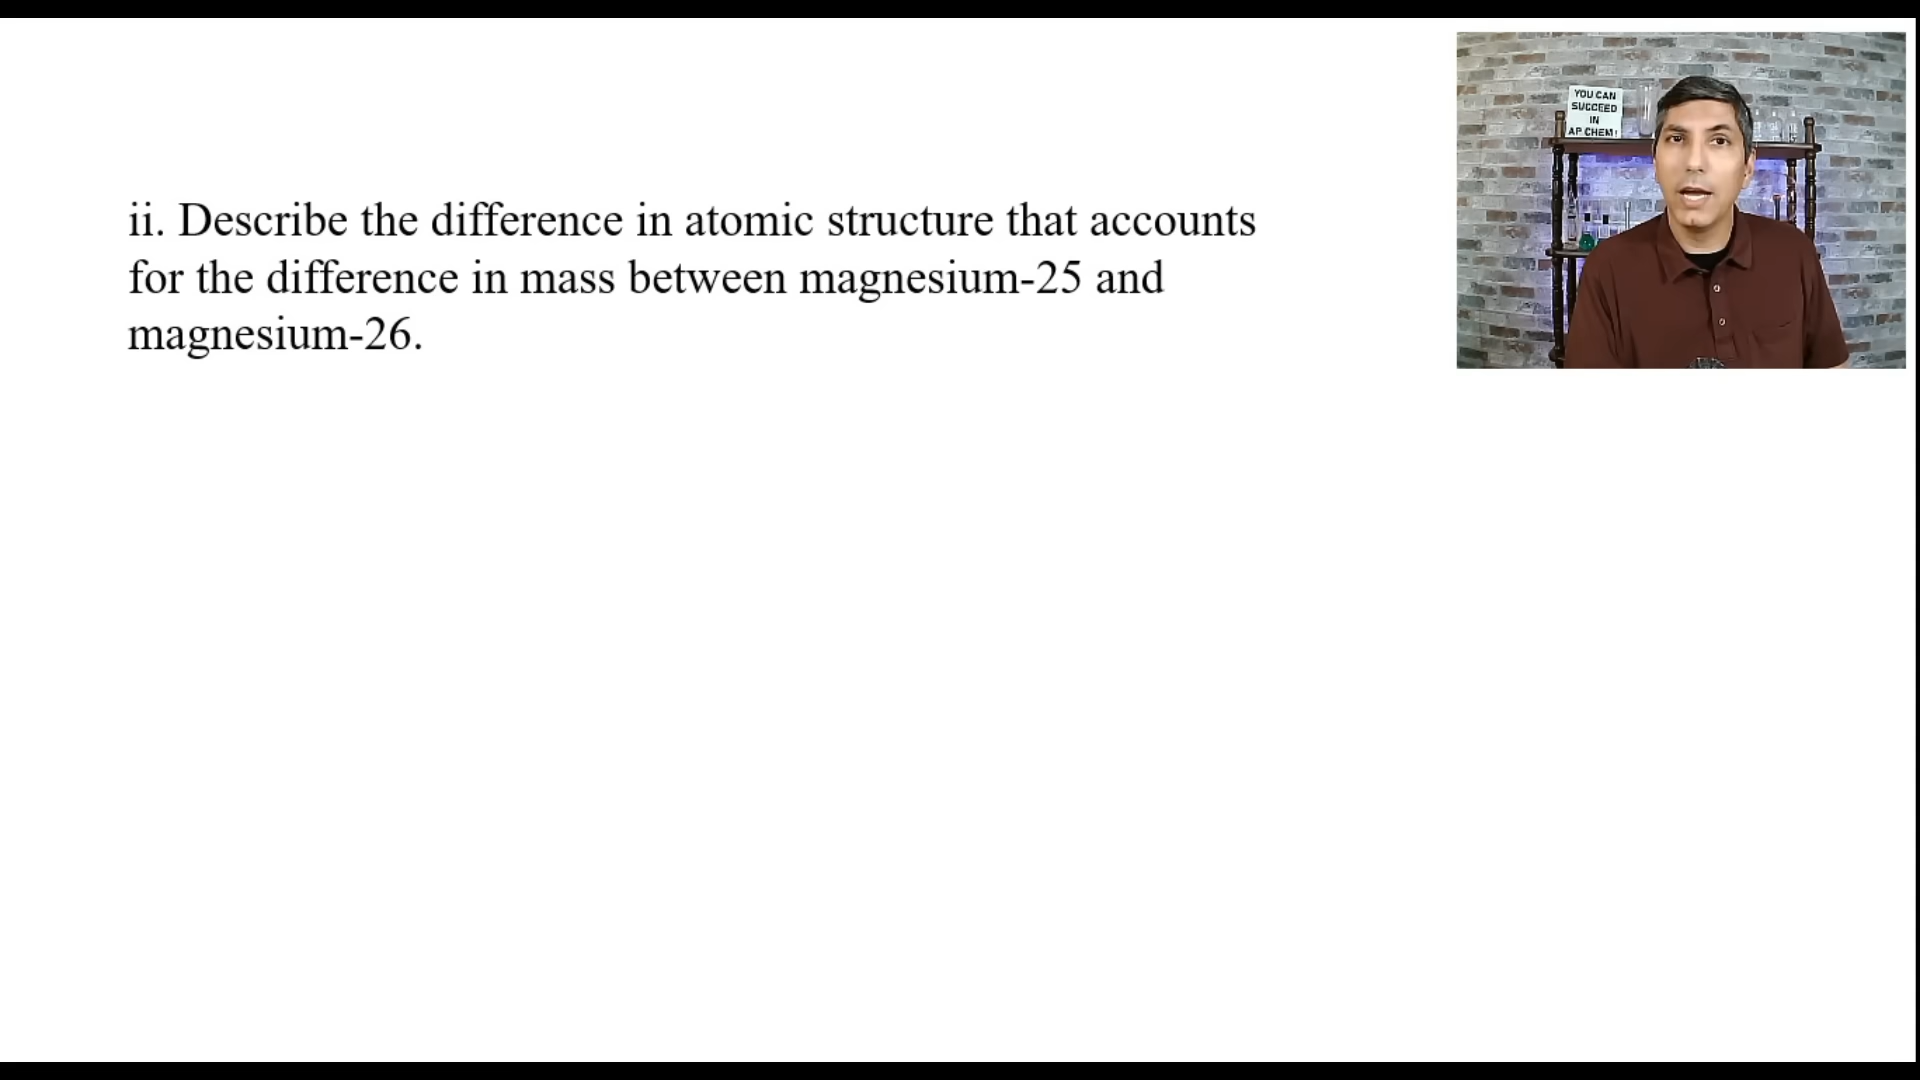 ii. Describe the difference in atomic structure that accounts
for the difference in mass between magnesium-25 and
magnesium-26.
YOU CAN
SUCCEED
IN
AP CHEM!